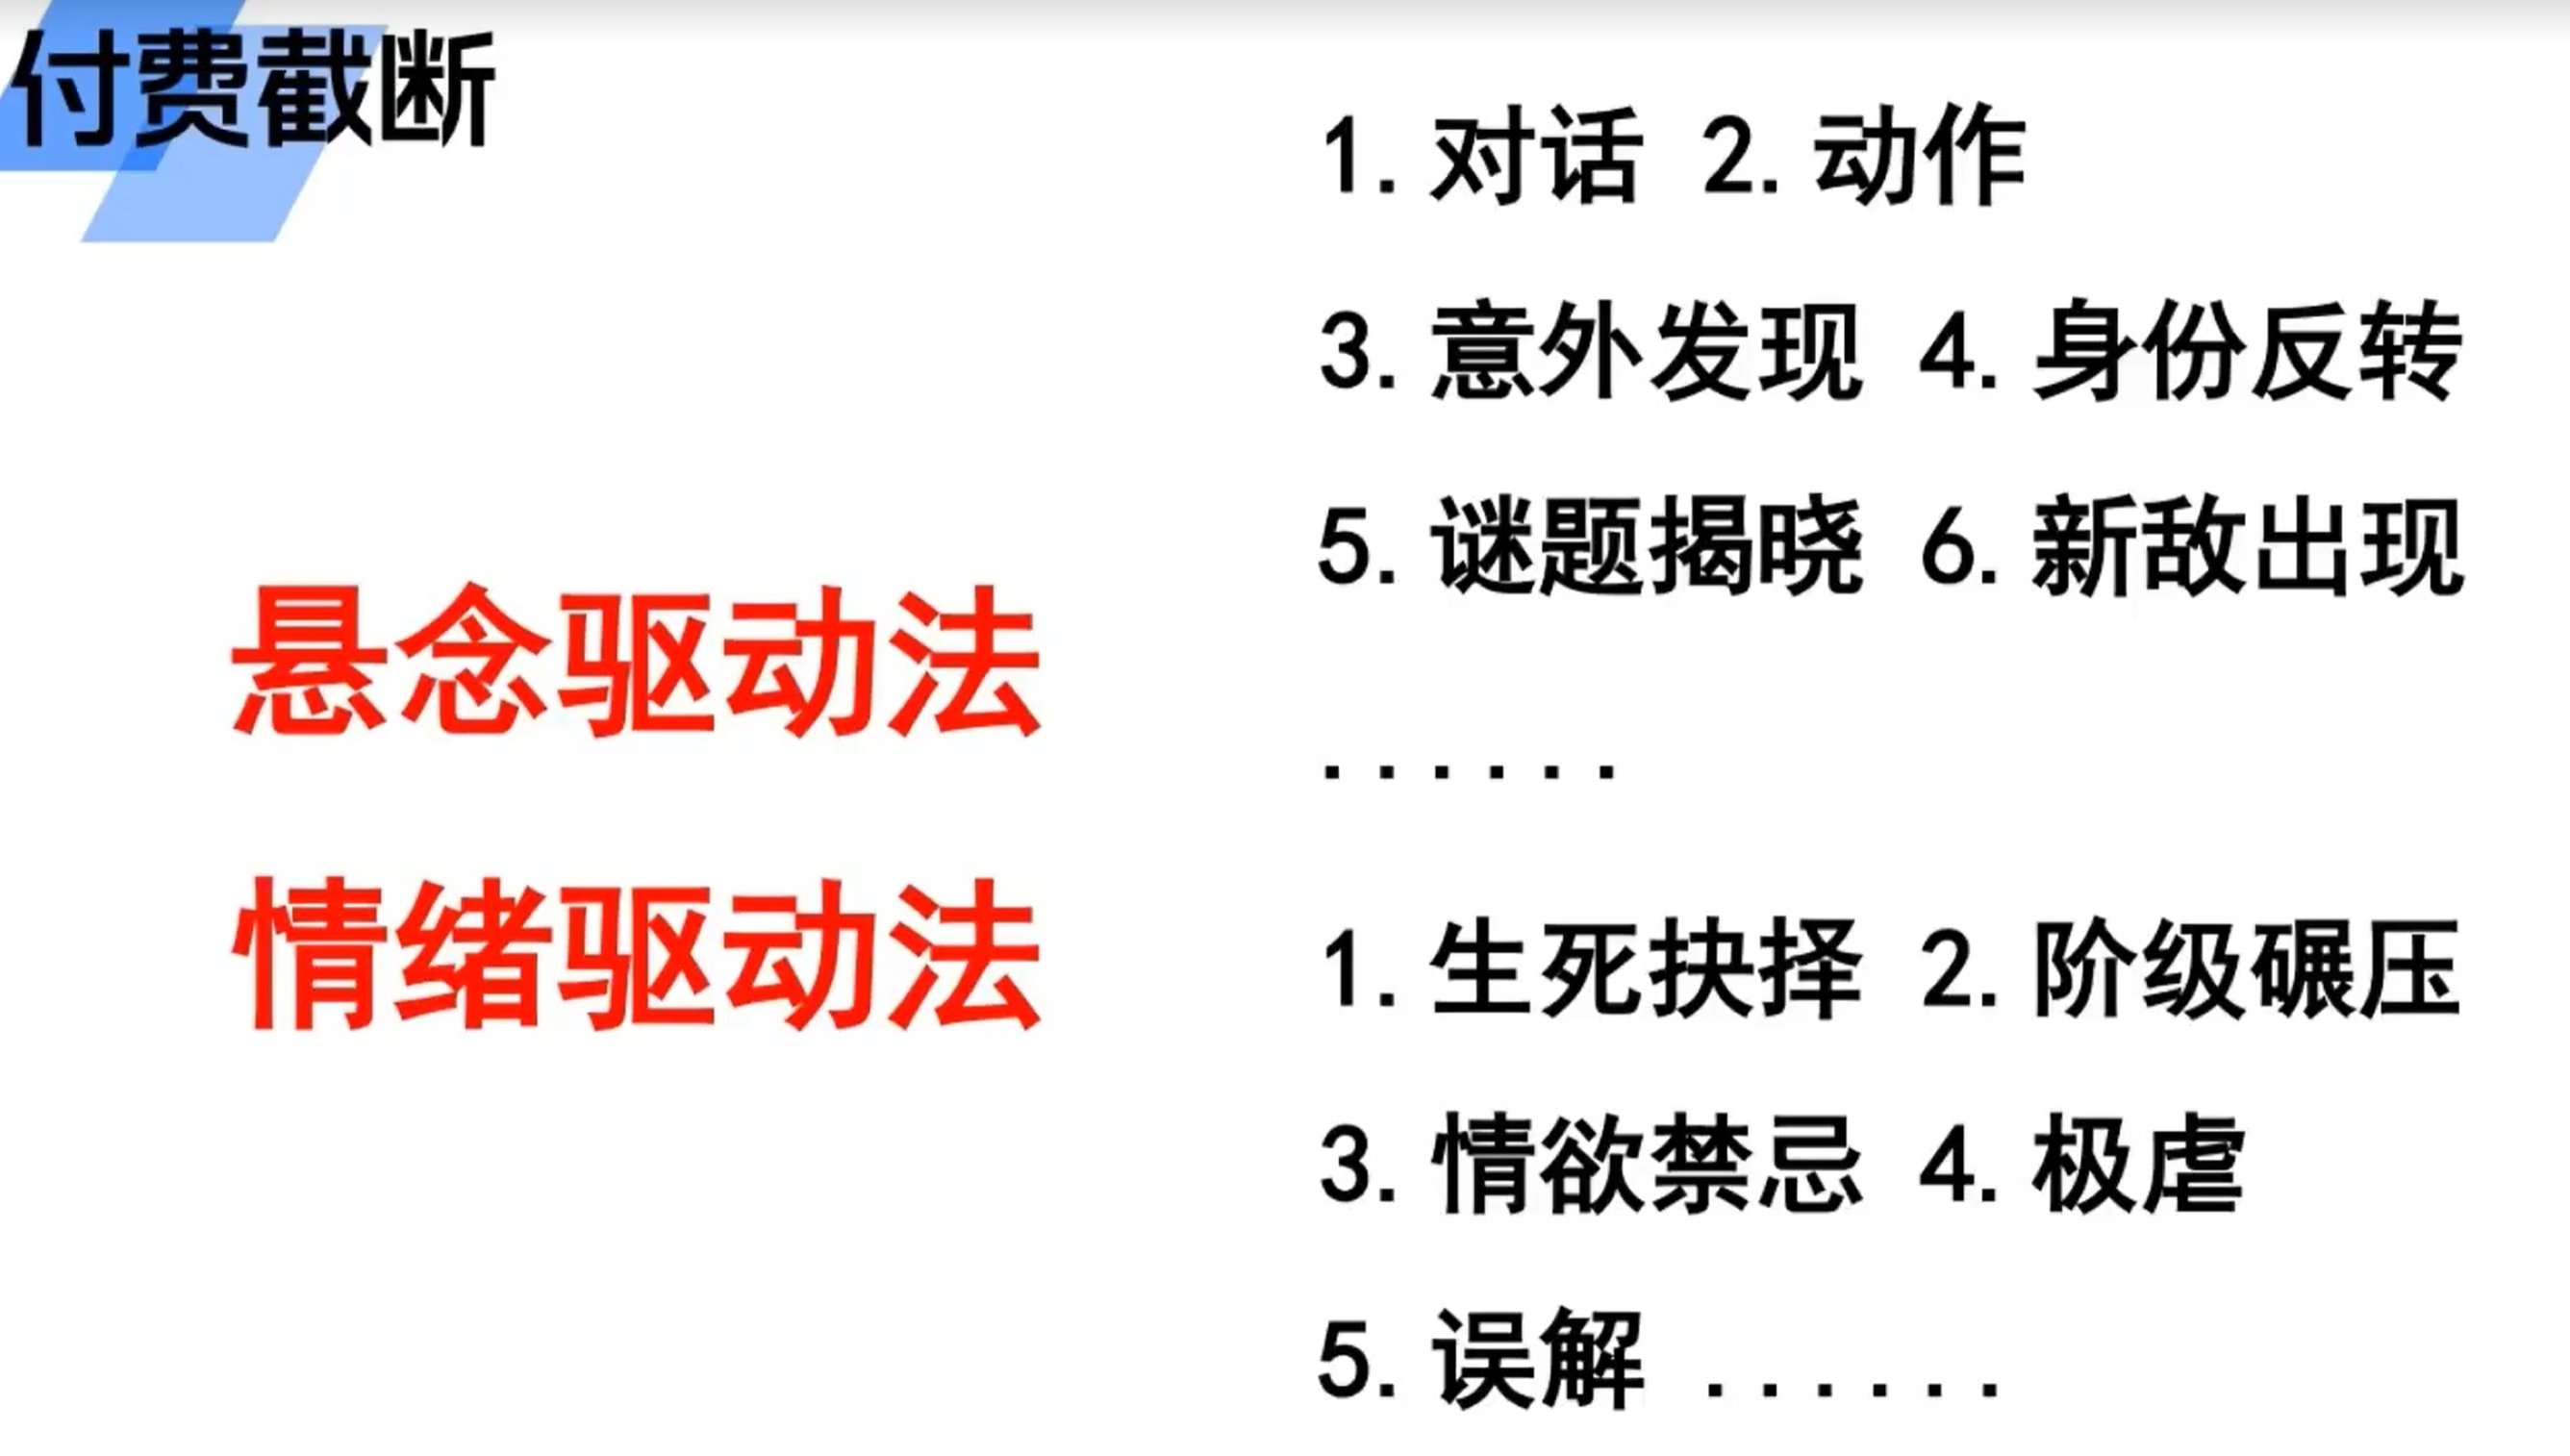 付费截断
悬念驱动法
情绪驱动法
1.对话 2.动作
3.意外发现 4.身份反转
5.谜题揭晓 6.新敌出现
......
1.生死抉择 2.阶级碾压
3.情欲禁忌 4.极虐
5.误解 ......